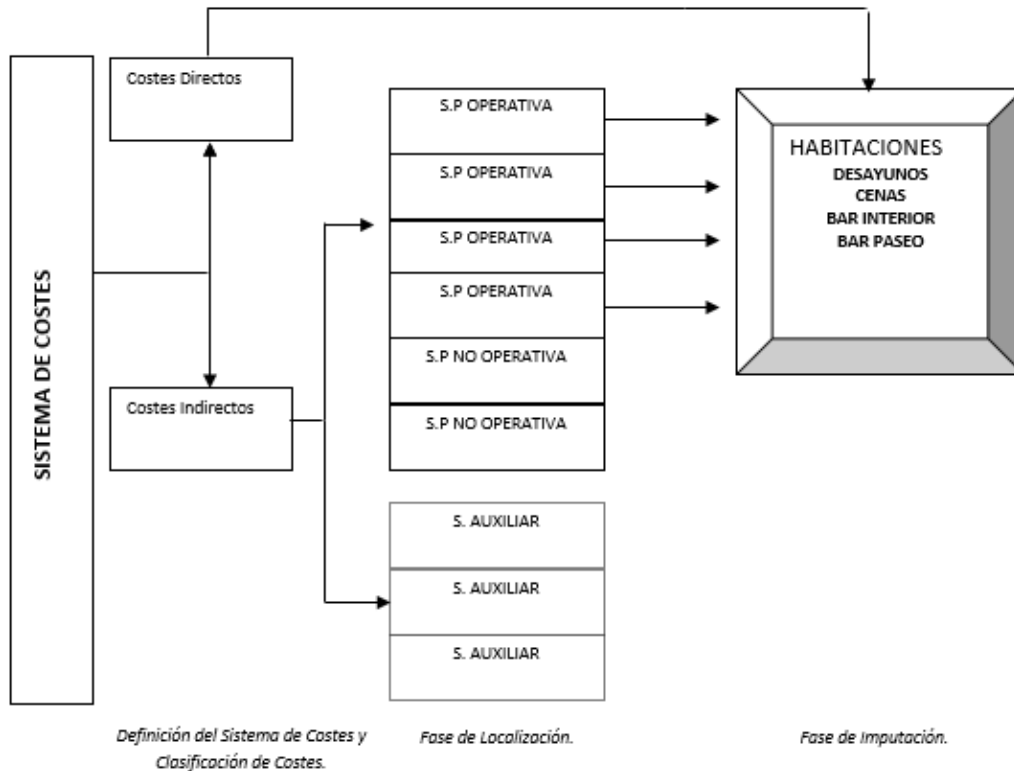 SISTEMA DE COSTES
Costes Directos
Costes Indirectos
S.P OPERATIVA
S.P OPERATIVA
S.P OPERATIVA
S.P OPERATIVA
S.P NO OPERATIVA
S.P NO OPERATIVA
S. AUXILIAR
S. AUXILIAR
S. AUXILIAR
HABITACIONES
DESAYUNOS
CENAS
BAR INTERIOR
BAR PASEO
Definición del Sistema de Costes y
Clasificación de Costes.
Fase de Localización.
Fase de Imputación.